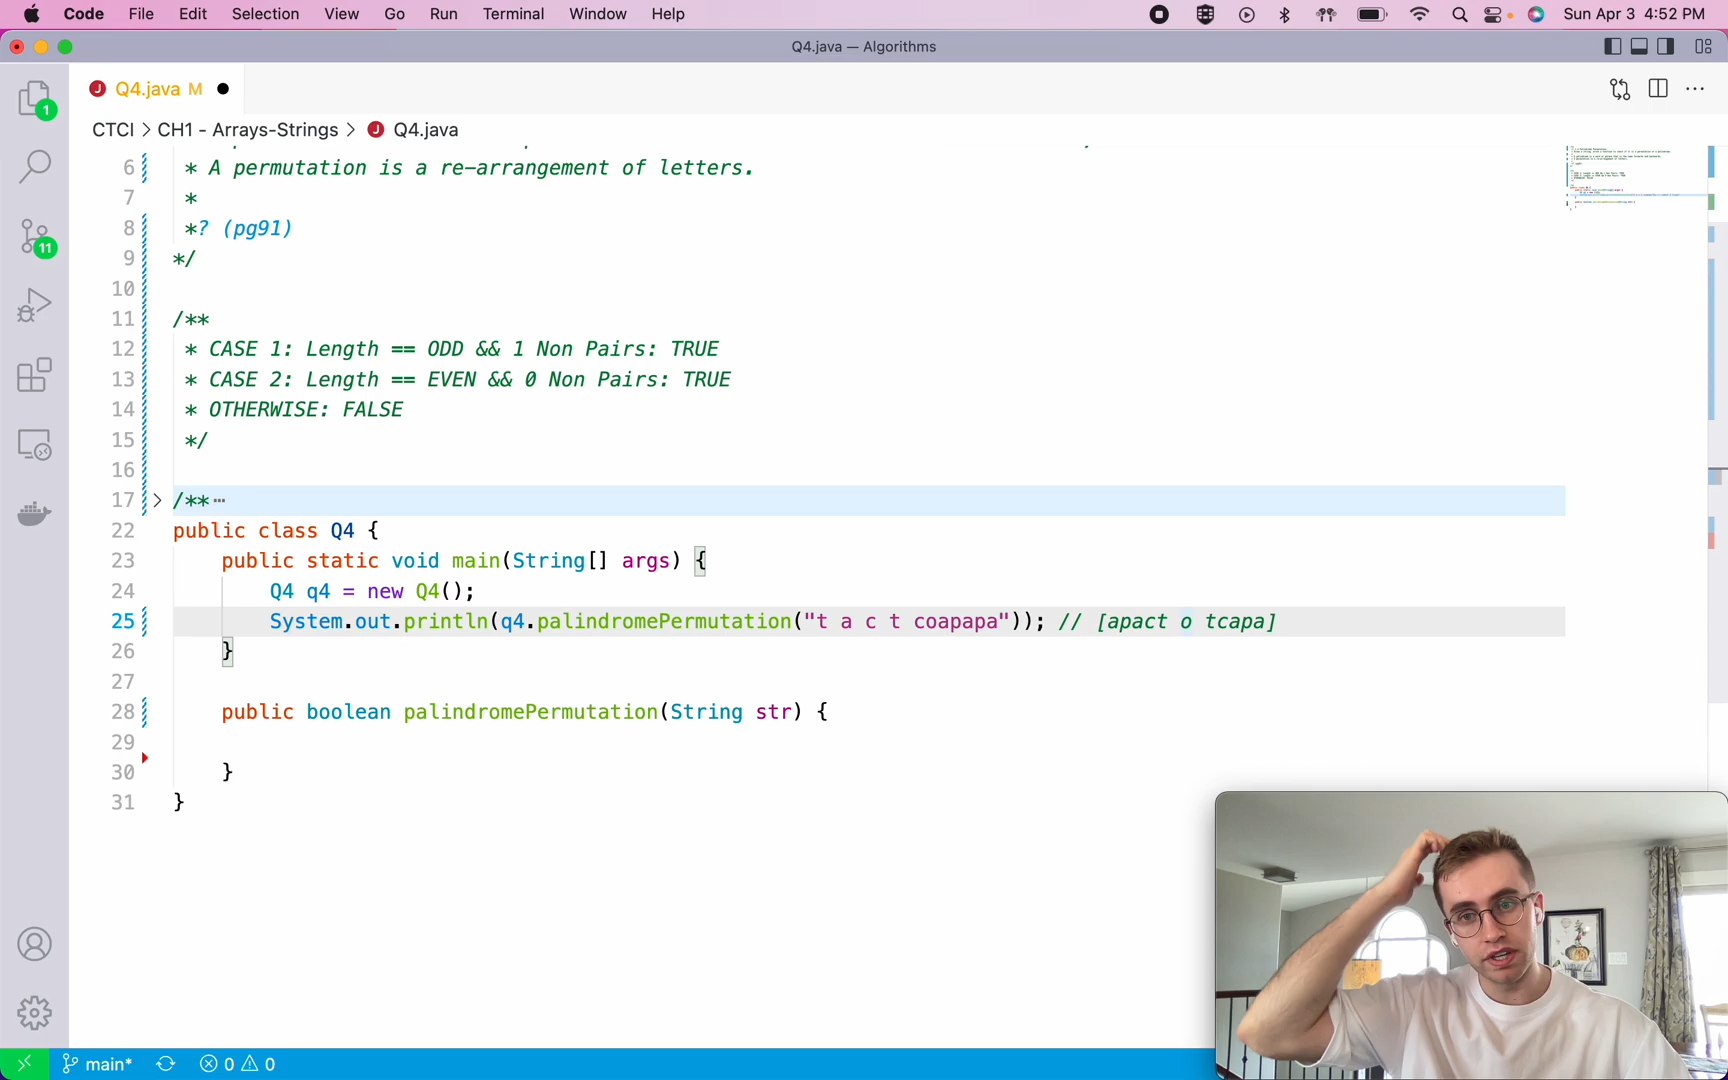 Code File Edit Selection View Go Run Terminal Window Help Sun Apr 3 4:52 PM
Q4.java — Algorithms
J Q4.java M
CTCI > CH1 - Arrays-Strings > J Q4.java
1
11
6 * A permutation is a re-arrangement of letters.
7 *
8 *? (pg91)
9 */
10
11 /**
12 * CASE 1: Length == ODD && 1 Non Pairs: TRUE
13 * CASE 2: Length == EVEN && 0 Non Pairs: TRUE
14 * OTHERWISE: FALSE
15 */
16
17 > /** ⋯
22 public class Q4 {
23 public static void main(String[] args) {
24 Q4 q4 = new Q4();
25 System.out.println(q4.palindromePermutation("t a c t coapapa")); // [apact o tcapa]
26 }
27
28 public boolean palindromePermutation(String str) {
29
30 }
31 }
main* 0 0